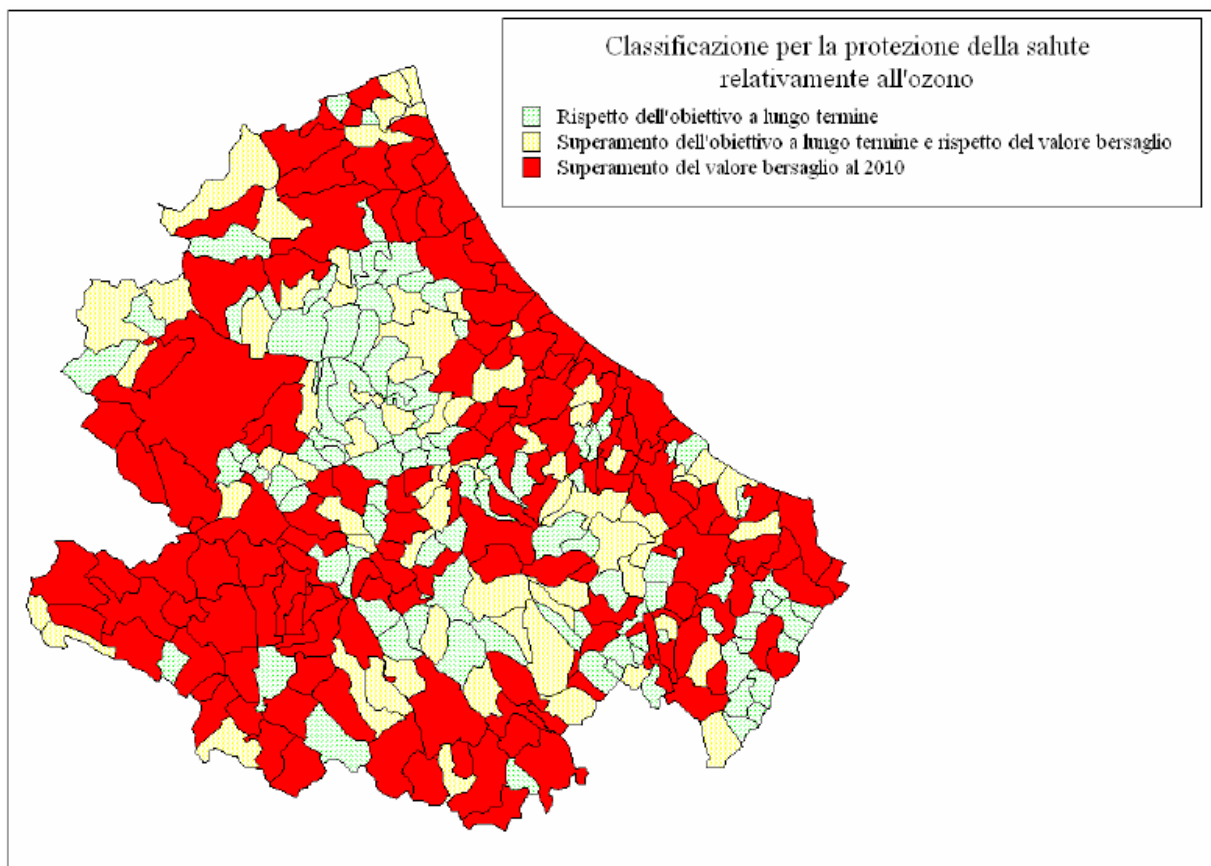 Classificazione per la protezione della salute
relativamente all'ozono
Rispetto dell'obiettivo a lungo termine
Superamento dell'obiettivo a lungo termine e rispetto del valore bersaglio
Superamento del valore bersaglio al 2010